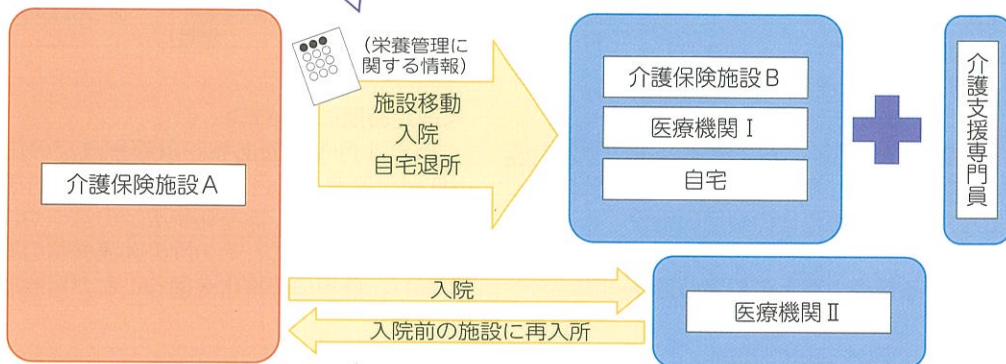 介護保険施設A
(栄養管理に
関する情報)
施設移動
入院
自宅退所
介護保険施設B
医療機関Ⅰ
自宅
介護支援専門員
入院
入院前の施設に再入所
医療機関Ⅱ